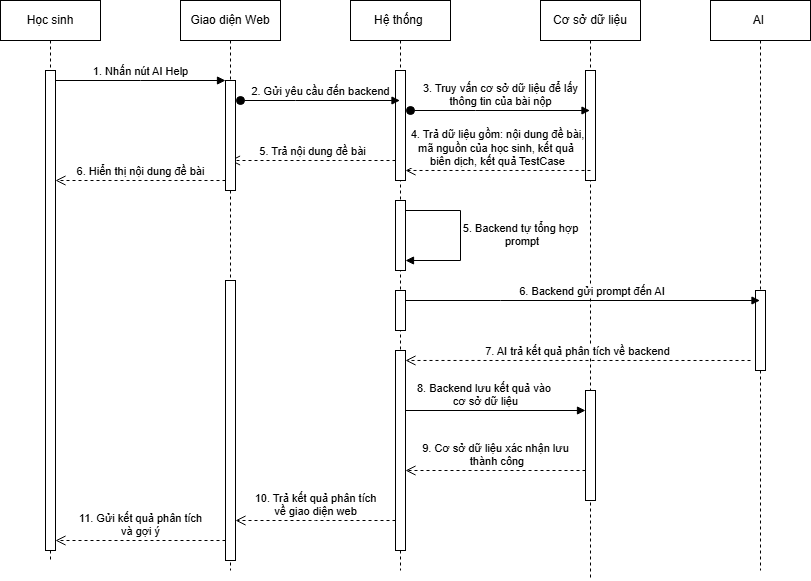 Học sinh
Giao diện Web
Hệ thống
Cơ sở dữ liệu
AI
1. Nhấn nút AI Help
2. Gửi yêu cầu đến backend
3. Truy vấn cơ sở dữ liệu để lấy
thông tin của bài nộp
4. Trả dữ liệu gồm: nội dung đề bài,
mã nguồn của học sinh, kết quả
biên dịch, kết quả TestCase
5. Trả nội dung đề bài
6. Hiển thị nội dung đề bài
5. Backend tự tổng hợp
prompt
6. Backend gửi prompt đến AI
7. AI trả kết quả phân tích về backend
8. Backend lưu kết quả vào
cơ sở dữ liệu
9. Cơ sở dữ liệu xác nhận lưu
thành công
10. Trả kết quả phân tích
về giao diện web
11. Gửi kết quả phân tích
và gợi ý